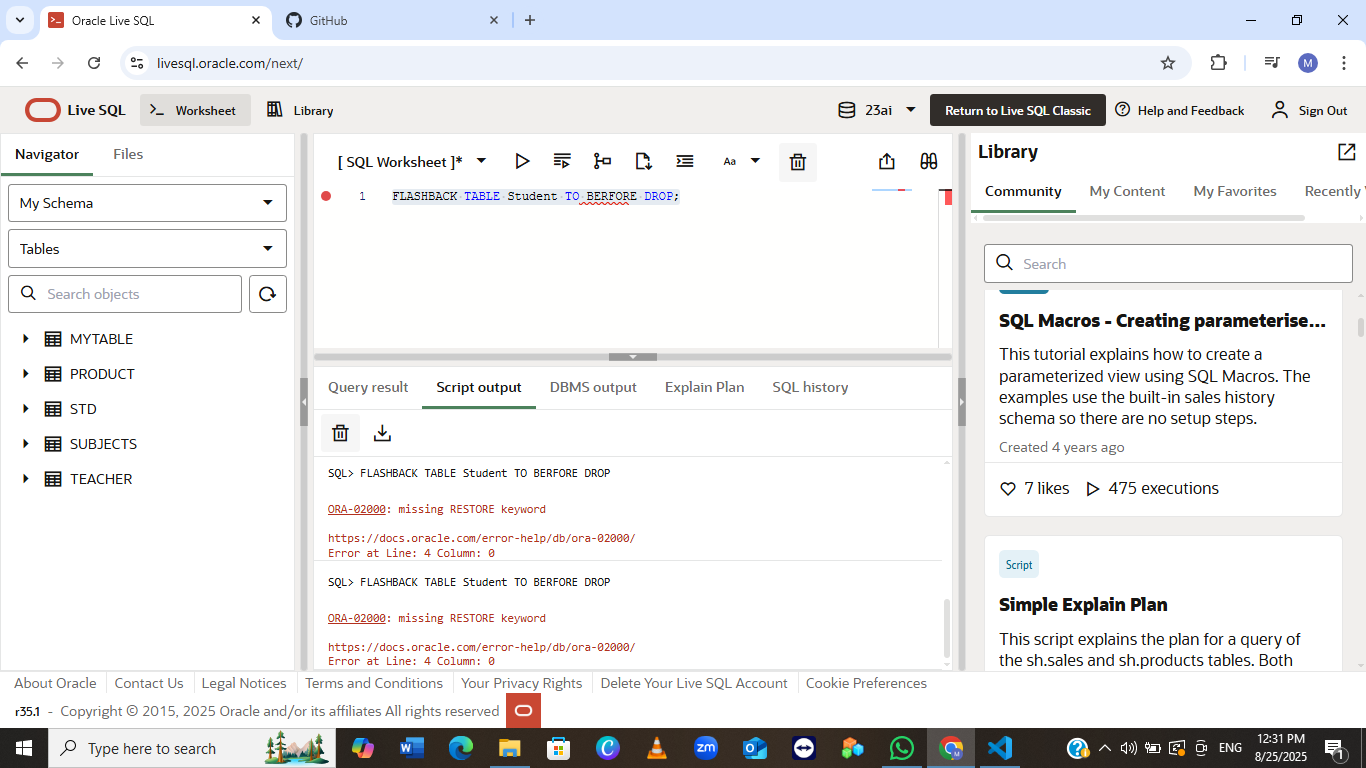 Oracle Live SQL
GitHub
livesql.oracle.com/next/
M
Live SQL
Worksheet
Library
23ai
Return to Live SQL Classic
Help and Feedback
Sign Out
Navigator
Files
My Schema
Tables
Search objects
MYTABLE
PRODUCT
STD
SUBJECTS
TEACHER
[ SQL Worksheet ]*
Aa
1 FLASHBACK TABLE Student TO BERFORE DROP;
Query result
Script output
DBMS output
Explain Plan
SQL history
SQL> FLASHBACK TABLE Student TO BERFORE DROP
ORA-02000: missing RESTORE keyword
https://docs.oracle.com/error-help/db/ora-02000/
Error at Line: 4 Column: 0
SQL> FLASHBACK TABLE Student TO BERFORE DROP
ORA-02000: missing RESTORE keyword
https://docs.oracle.com/error-help/db/ora-02000/
Error at Line: 4 Column: 0
Library
Community
My Content
My Favorites
Recently
Search
SQL Macros - Creating parameterise...
This tutorial explains how to create a
parameterized view using SQL Macros. The
examples use the built-in sales history
schema so there are no setup steps.
Created 4 years ago
7 likes
475 executions
Script
Simple Explain Plan
This script explains the plan for a query of
the sh.sales and sh.products tables. Both
About Oracle
Contact Us
Legal Notices
Terms and Conditions
Your Privacy Rights
Delete Your Live SQL Account
Cookie Preferences
r35.1 - Copyright © 2015, 2025 Oracle and/or its affiliates All rights reserved
Type here to search
zm
ENG
12:31 PM
8/25/2025
1